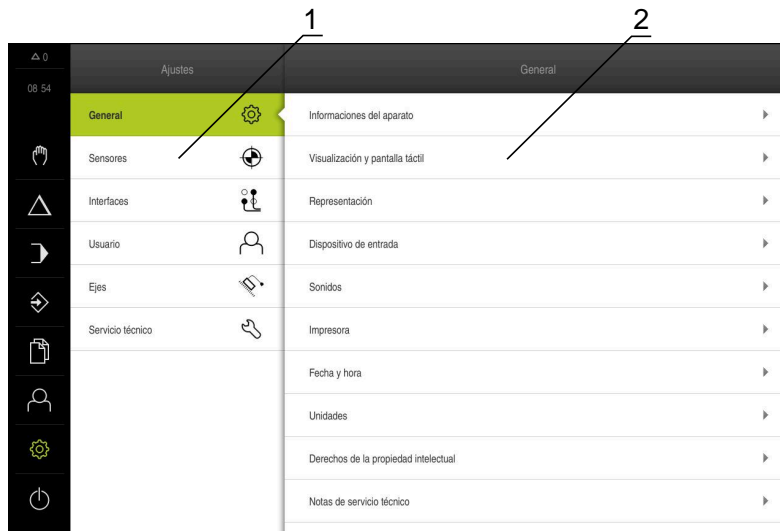 1
2
0
08 54
Ajustes
General
General
Sensores
Interfaces
Usuario
Ejes
Servicio técnico
Informaciones del aparato
Visualización y pantalla táctil
Representación
Dispositivo de entrada
Sonidos
Impresora
Fecha y hora
Unidades
Derechos de la propiedad intelectual
Notas de servicio técnico